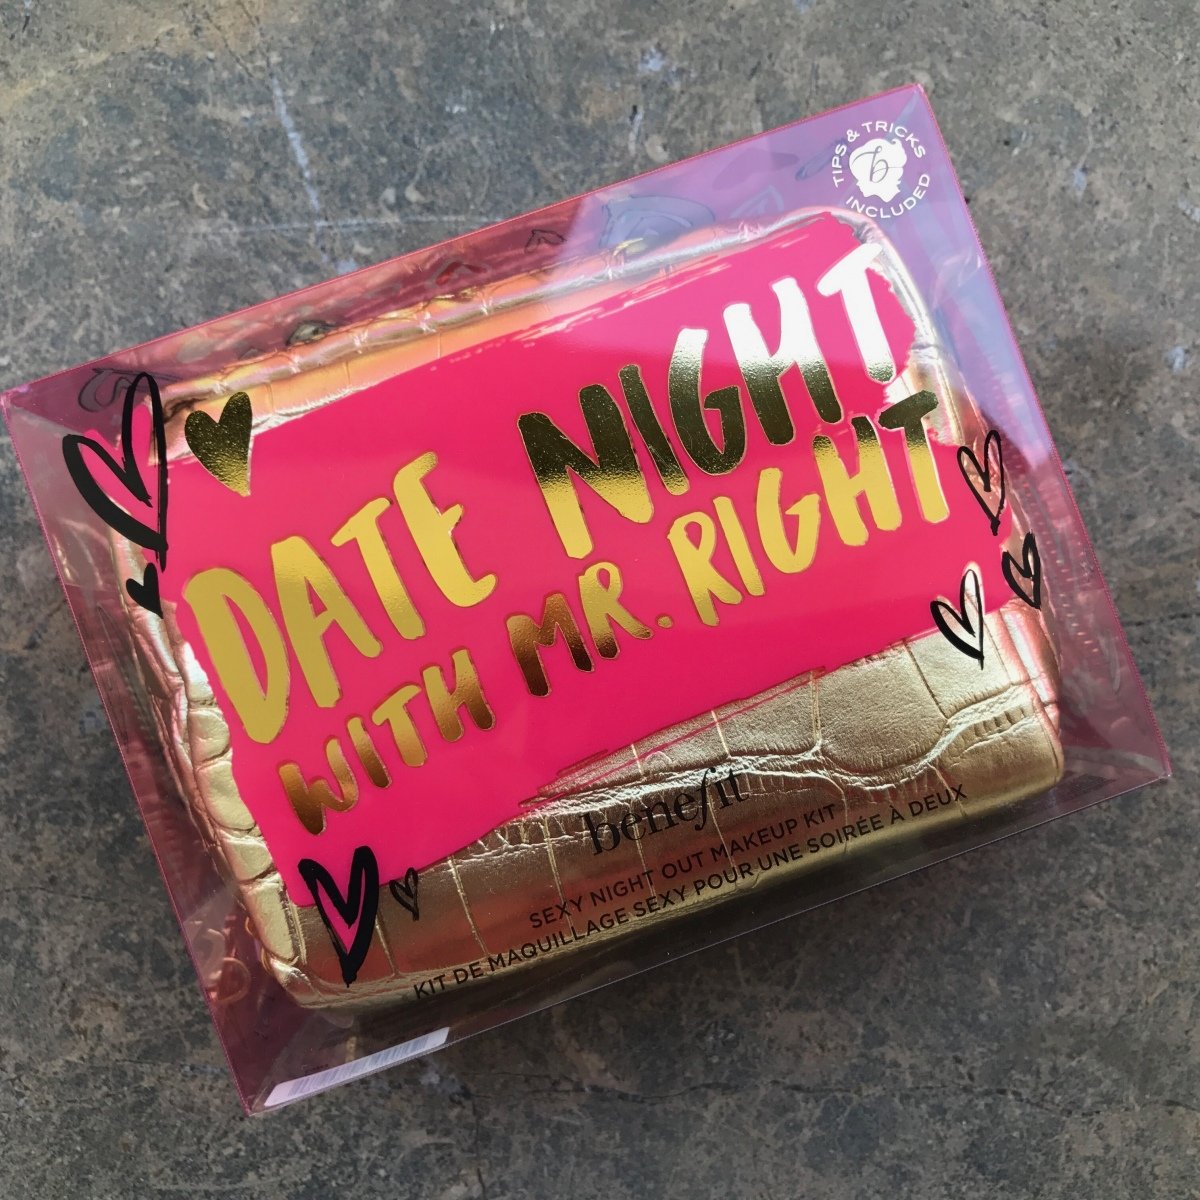 TIPS & TRICKS
b
INCLUDED
DATE NIGHT
WITH MR. RIGHT
benefit
SEXY NIGHT OUT MAKEUP KIT
KIT DE MAQUILLAGE SEXY POUR UNE SOIRÉE À DEUX